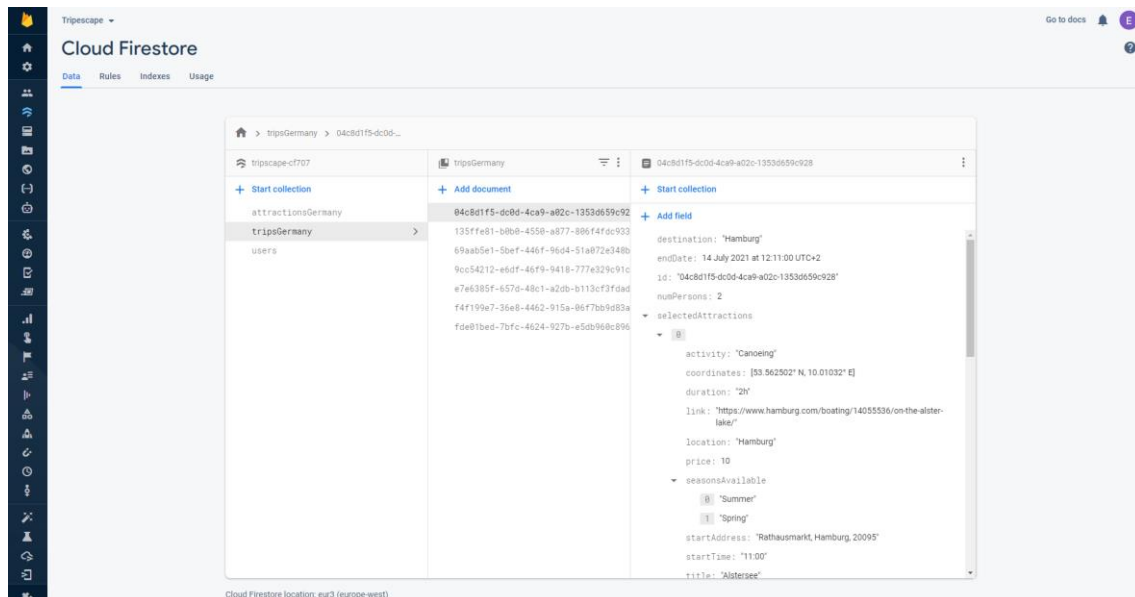 Tripescape
Go to docs
E
Cloud Firestore
Data Rules Indexes Usage
tripsGermany > 04c8d1f5-dc0d-...
tripscape-cf707
tripsGermany
04c8d1f5-dc0d-4ca9-a02c-1353d659c928
+ Start collection
+ Add document
+ Start collection
attractionsGermany
tripsGermany
users
04c8d1f5-dc0d-4ca9-a02c-1353d659c92
135ffe81-b0b0-4550-a877-806f4fdc933
69aab5e1-5bef-446f-96d4-51a072e348b
9cc54212-e6df-46f9-9418-777e329c91c
e7e6385f-657d-48c1-a2db-b113cf3fdad
f4f199e7-36e8-4462-915a-06f7bb9d83a
fde01bed-7bfc-4624-927b-e5db960c896
+ Add field
destination: "Hamburg"
endDate: 14 July 2021 at 12:11:00 UTC+2
id: "04c8d1f5-dc0d-4ca9-a02c-1353d659c928"
numPersons: 2
selectedAttractions
0
activity: "Canoeing"
coordinates: [53.562502° N, 10.01032° E]
duration: "2h"
link: "https://www.hamburg.com/boating/14055536/on-the-alster-
lake/"
location: "Hamburg"
price: 10
seasonsAvailable
0 "Summer"
1 "Spring"
startAddress: "Rathausmarkt, Hamburg, 20095"
startTime: "11:00"
title: "Alstersee"
Cloud Firestore location: eur3 (europe-west)